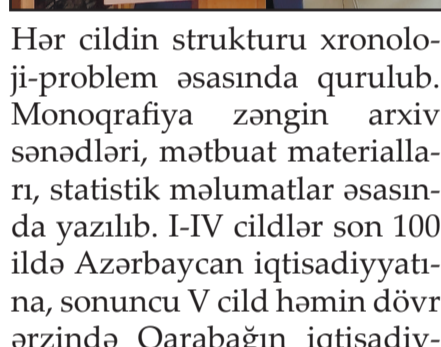 Hər cildin strukturu xronolo-
ji-problem əsasında qurulub.
Monoqrafiya zəngin arxiv
sənədləri, mətbuat materialla-
rı, statistik məlumatlar əsasın-
da yazılıb. I-IV cildlər son 100
ildə Azərbaycan iqtisadiyyatı-
na, sonuncu V cild həmin dövr
ərzində Qarabağın iqtisadiy-